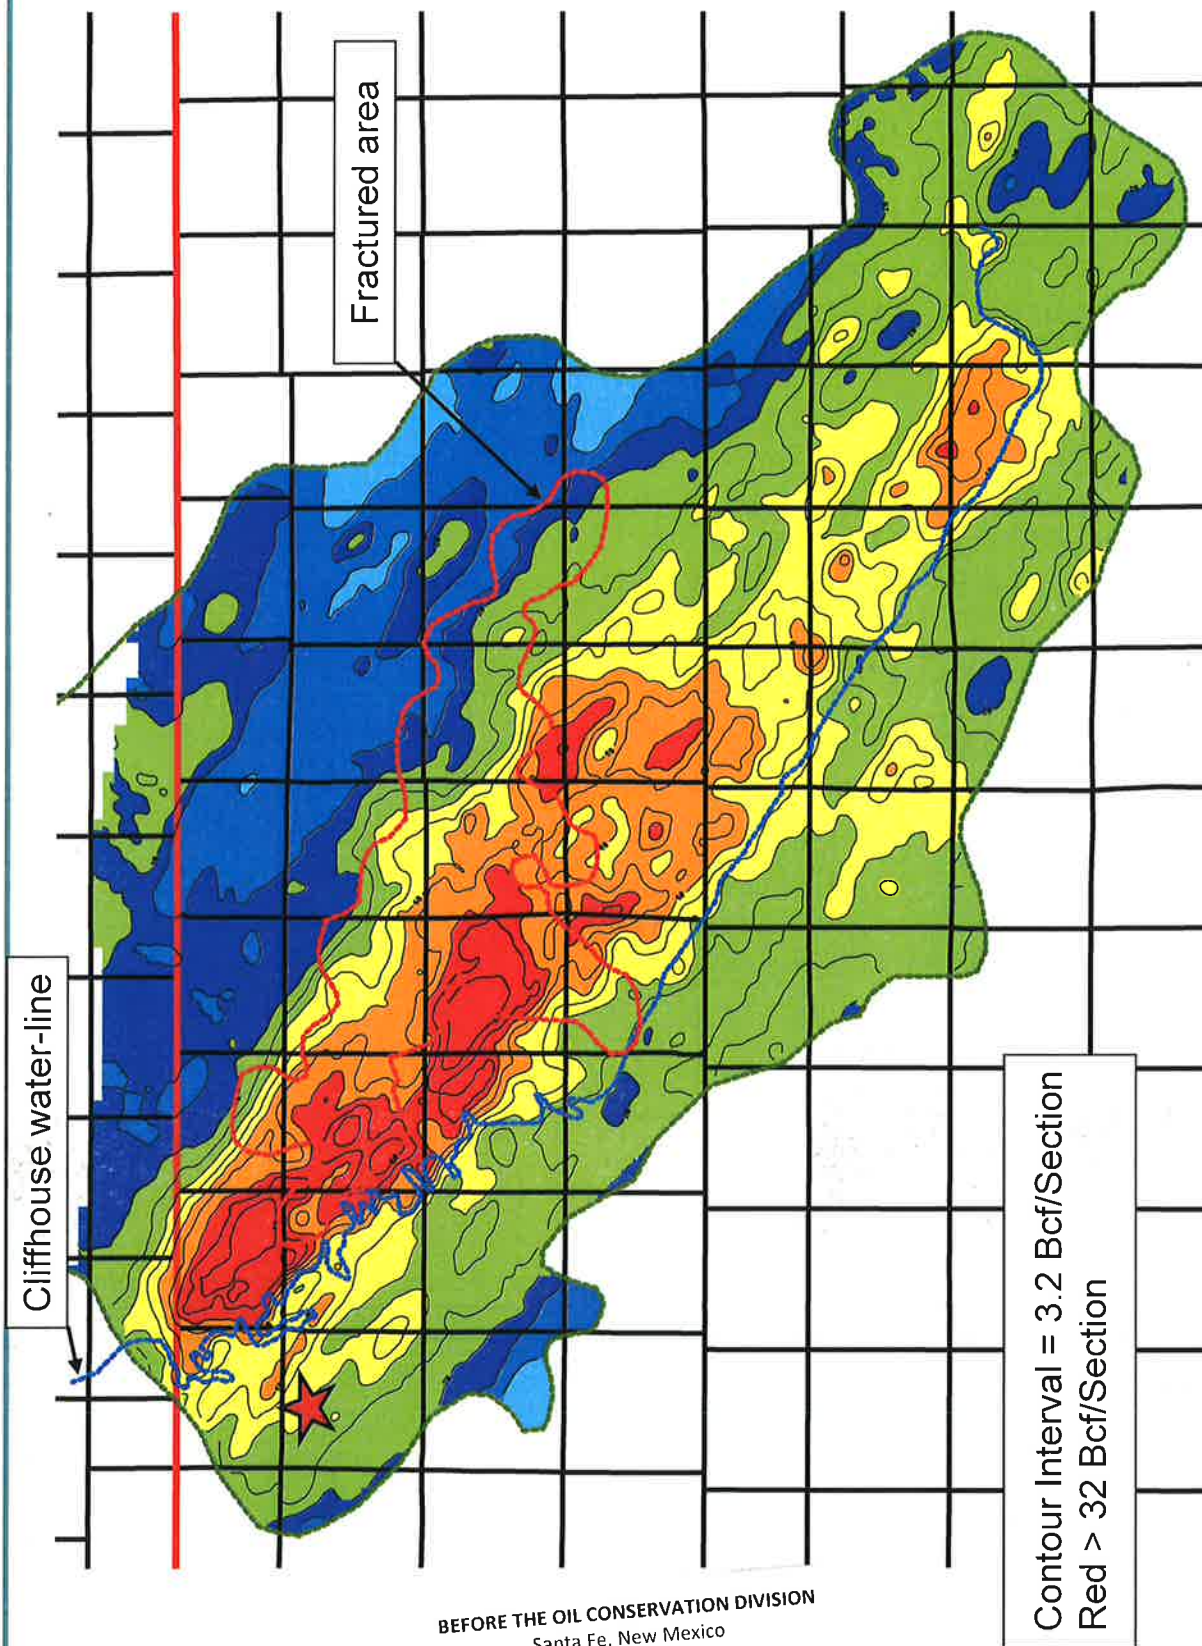 Cliffhouse water-line
Fractured area
Contour Interval = 3.2 Bcf/Section
Red > 32 Bcf/Section
BEFORE THE OIL CONSERVATION DIVISION
Santa Fe, New Mexico